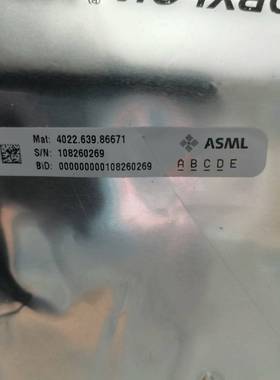 Mat: 4022.639.86671
S/N: 108260269
BiD: 000000000108260269
ASML
A B C D E